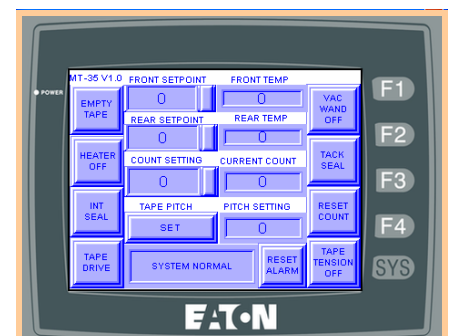 MT-35 V1.0 FRONT SETPOINT FRONT TEMP
POWER
EMPTY
TAPE
0
0
VAC
WAND
OFF
F1
REAR SETPOINT REAR TEMP
0
0
F2
HEATER
OFF
COUNT SETTING CURRENT COUNT
0
0
TACK
SEAL
F3
INT
SEAL
TAPE PITCH PITCH SETTING
SET
0
RESET
COUNT
F4
TAPE
DRIVE
SYSTEM NORMAL
RESET
ALARM
TAPE
TENSION
OFF
SYS
EATON